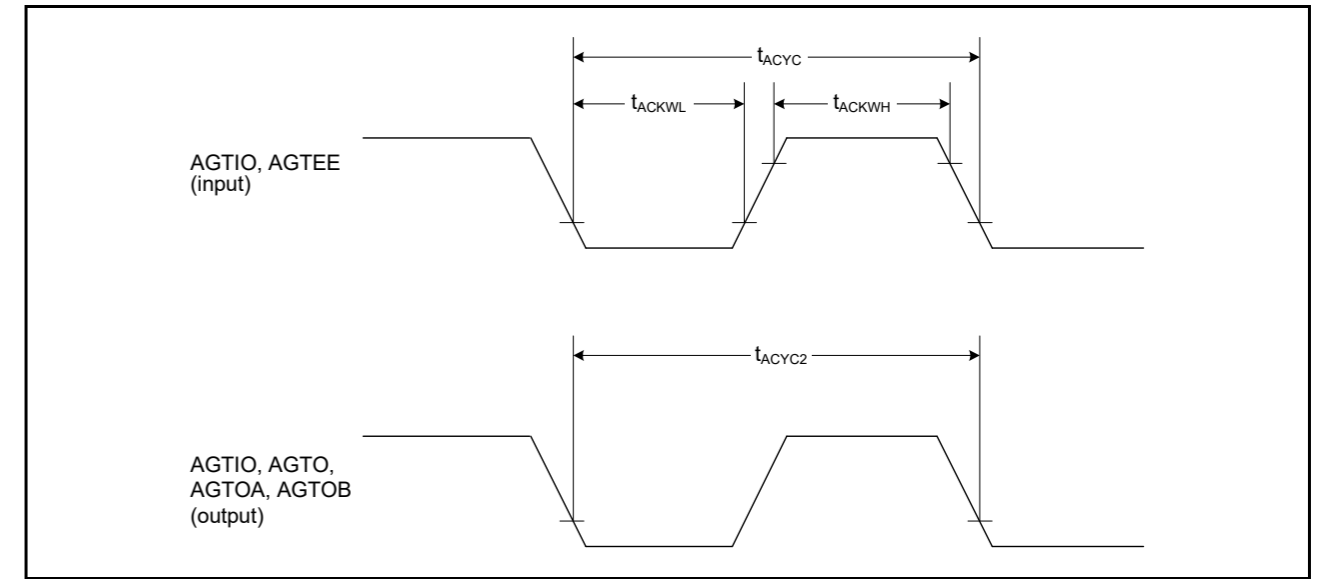 tACYC
tACKWL
tACKWH
AGTIO, AGTEE
(input)
tACYC2
AGTIO, AGTO,
AGTOA, AGTOB
(output)